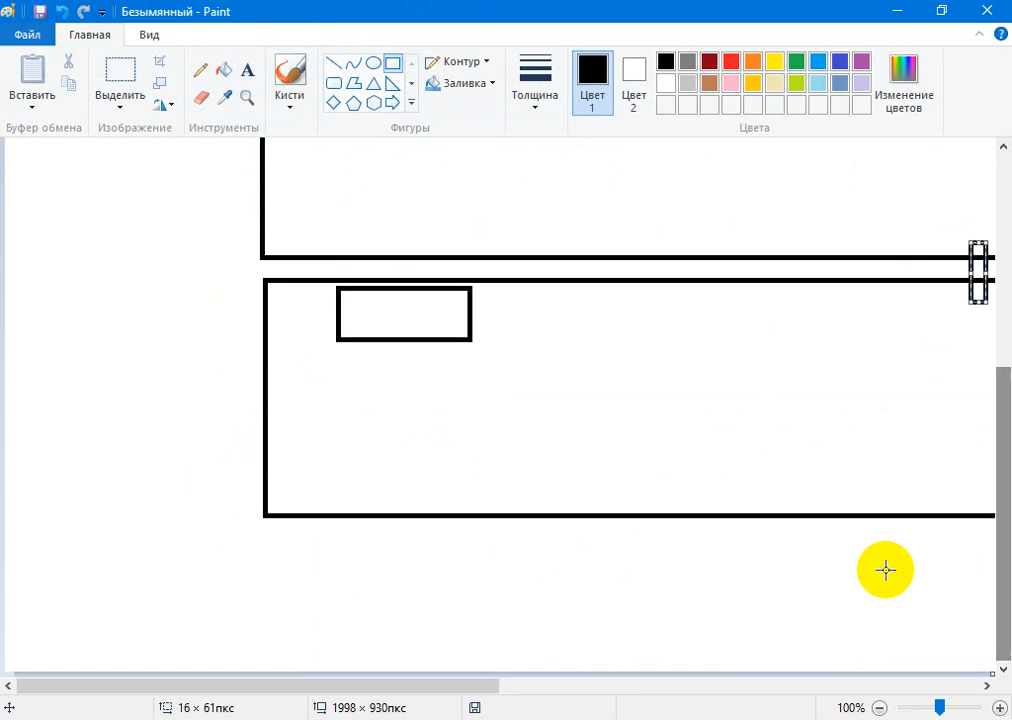 Безымянный - Paint
Файл
Главная
Вид
Вставить
Выделить
Кисти
Контур
Заливка
Толщина
Цвет
1
Цвет
2
Изменение
цветов
Буфер обмена
Изображение
Инструменты
Фигуры
Цвета
16 × 61пкс
1998 × 930пкс
100%